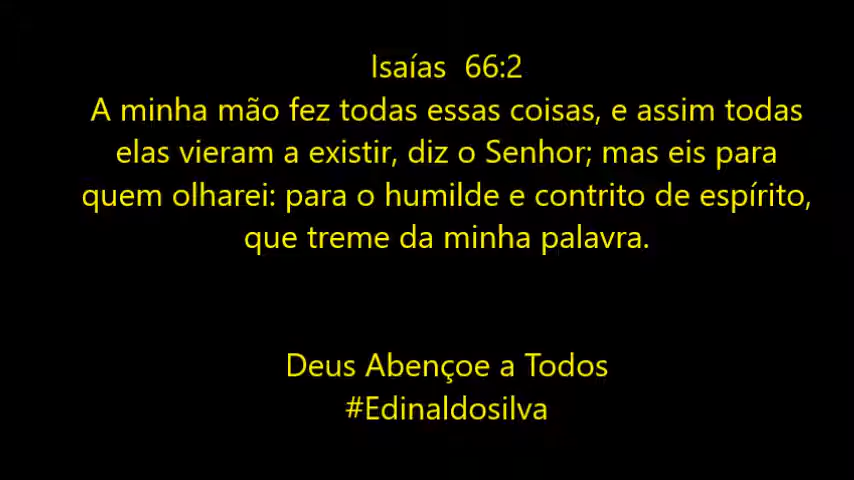 Isaías  66:2
A minha mão fez todas essas coisas, e assim todas
elas vieram a existir, diz o Senhor; mas eis para
quem olharei: para o humilde e contrito de espírito,
que treme da minha palavra.
Deus Abençoe a Todos
#Edinaldosilva